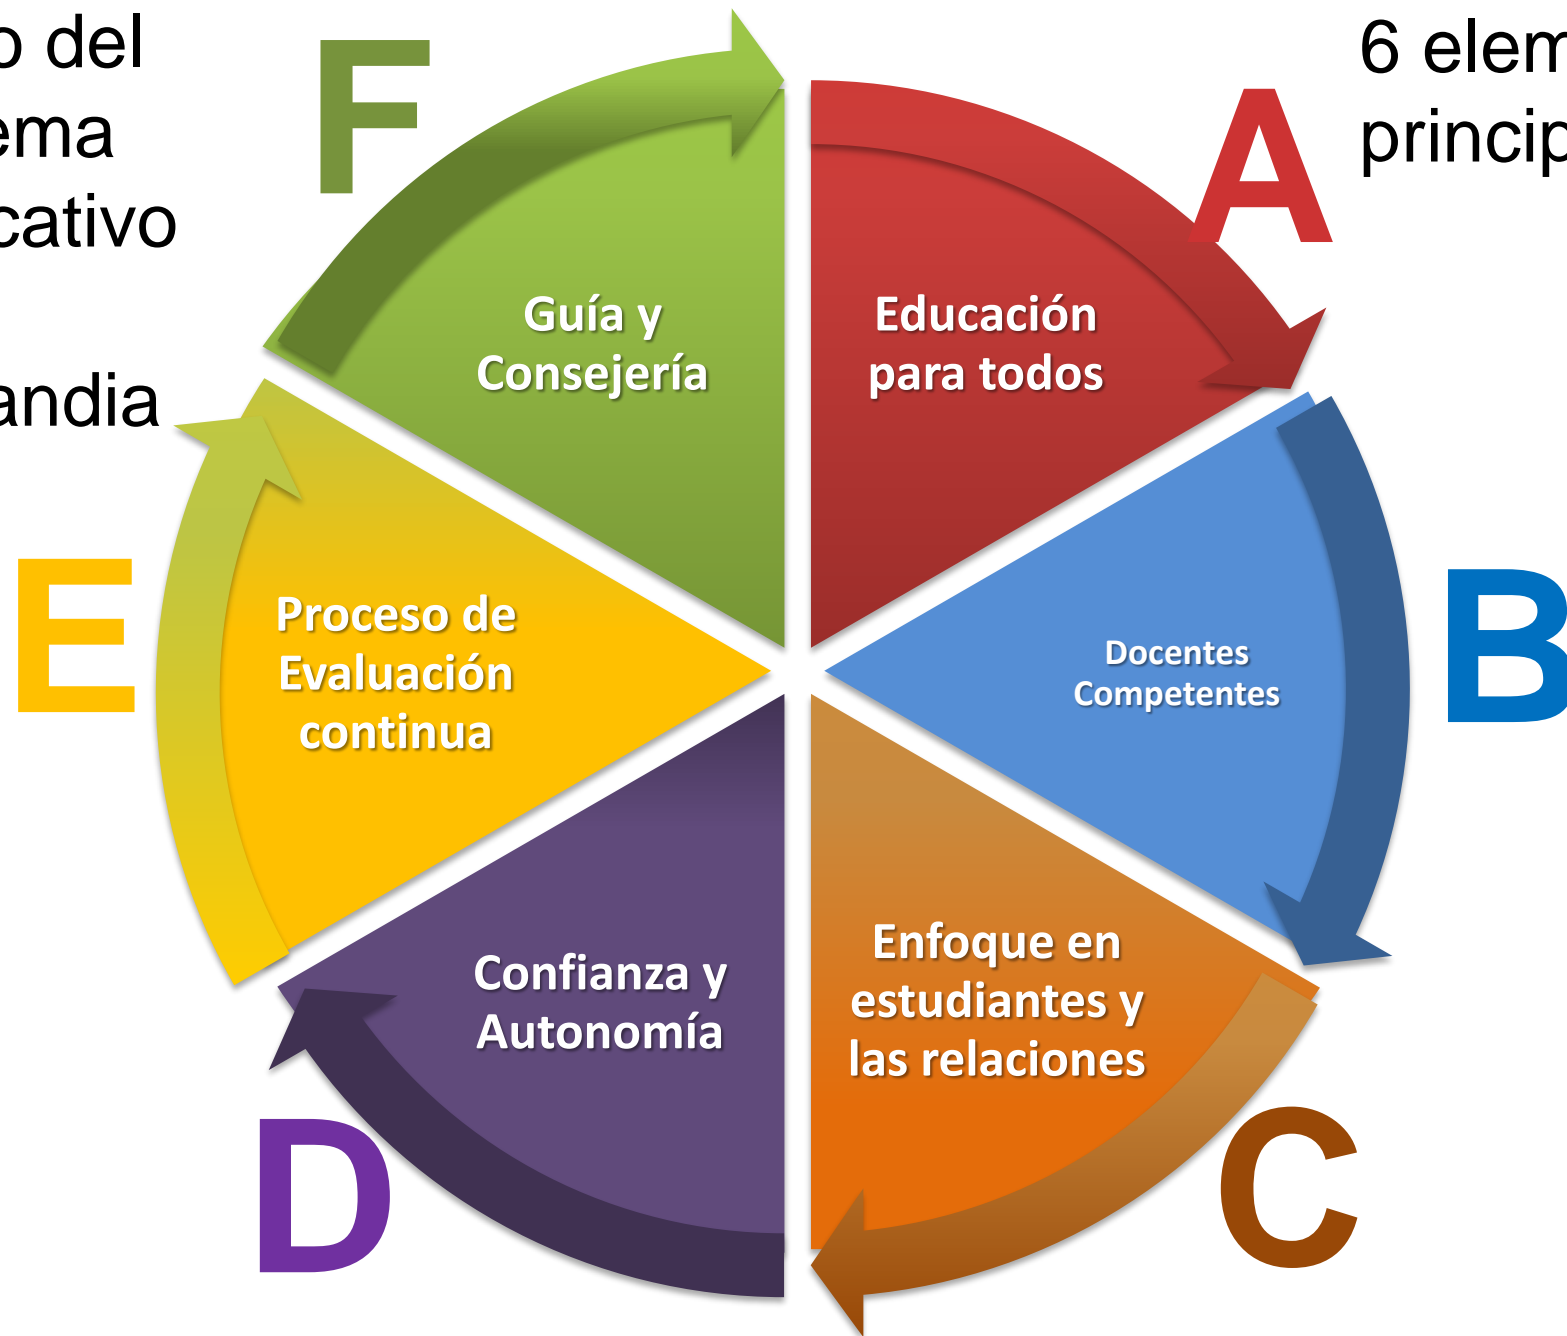 o del
ema
cativo
andia
6 elem
princip
F
A
B
C
D
E
Guía y
Consejería
Educación
para todos
Docentes
Competentes
Enfoque en
estudiantes y
las relaciones
Confianza y
Autonomía
Proceso de
Evaluación
continua